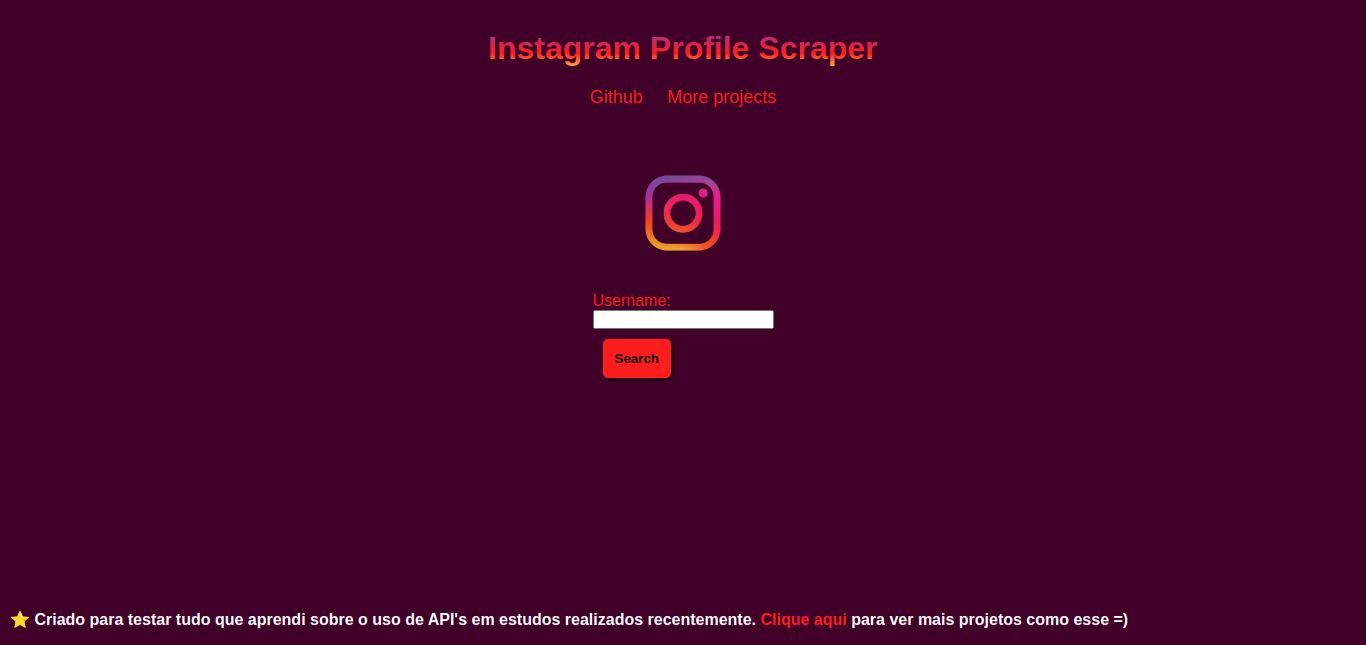 Instagram Profile Scraper
Github More projects
Username:
Search
⭐ Criado para testar tudo que aprendi sobre o uso de API's em estudos realizados recentemente. Clique aqui para ver mais projetos como esse =)